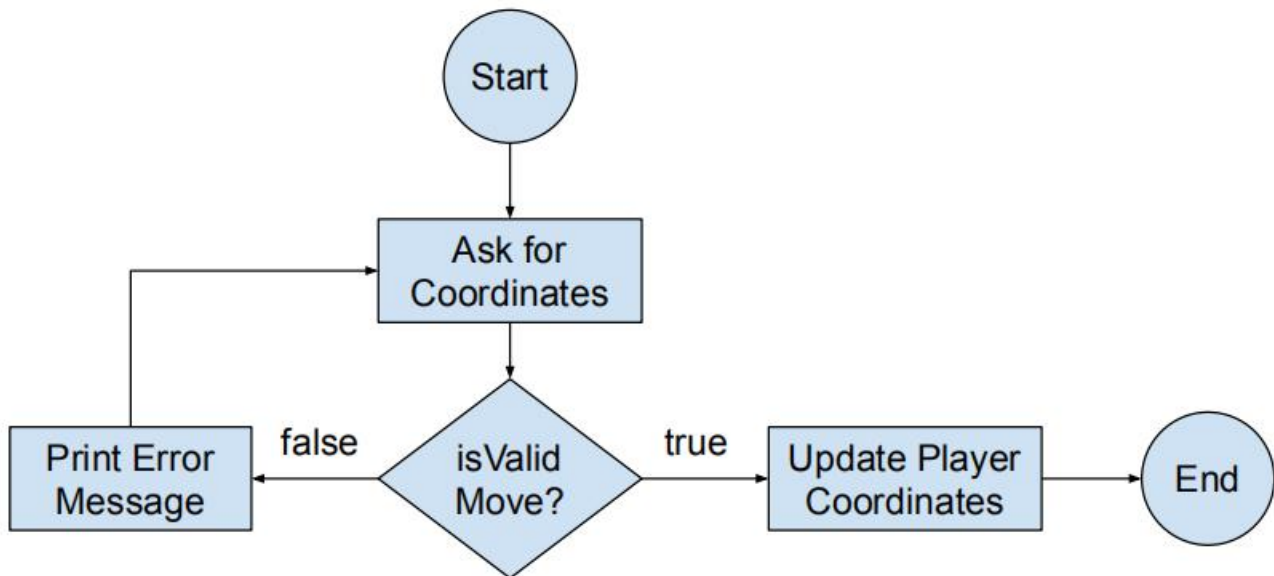 Start
Ask for
Coordinates
false
isValid
Move?
true
Print Error
Message
Update Player
Coordinates
End